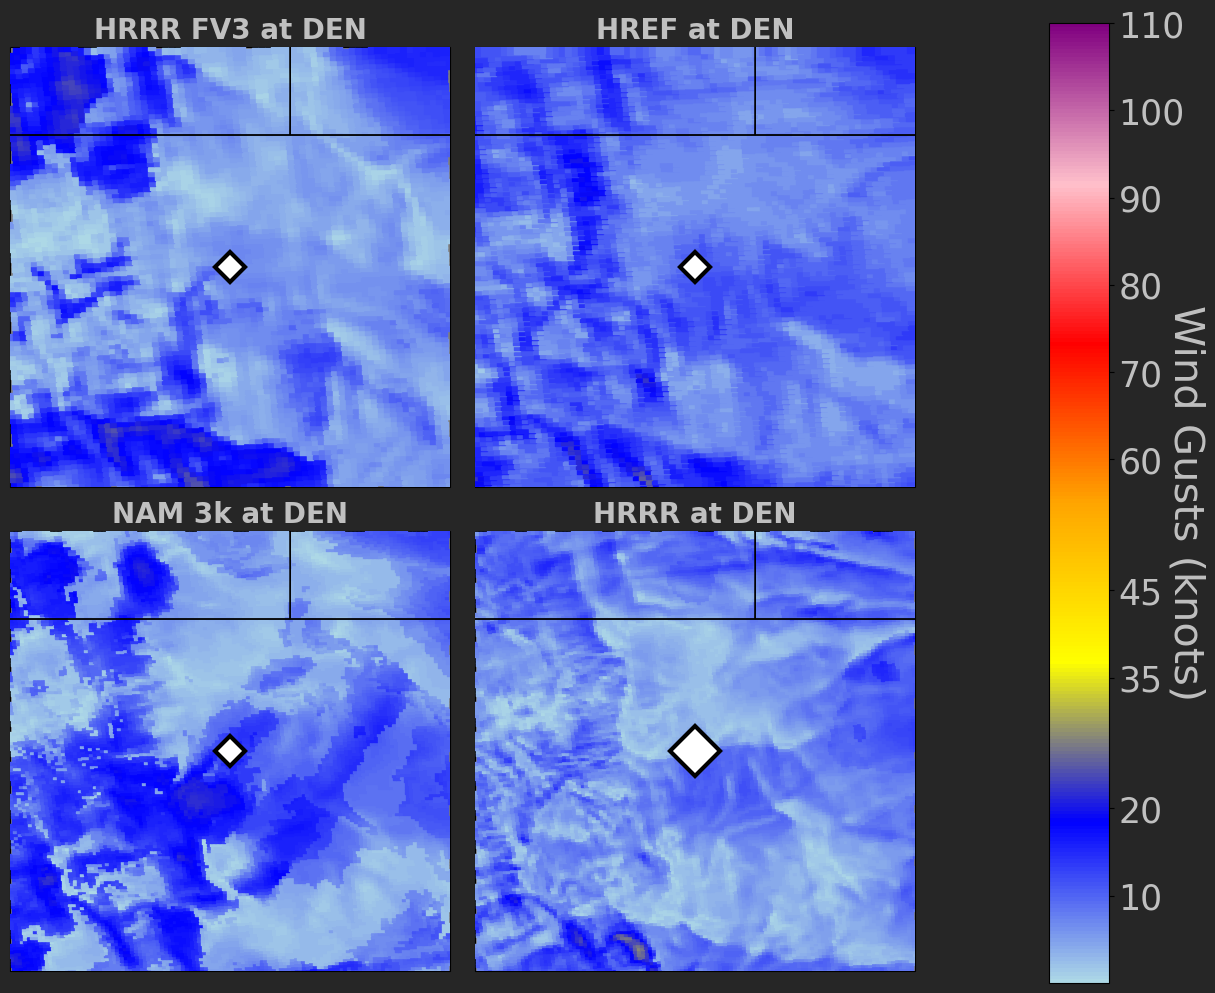 HRRR FV3 at DEN
HREF at DEN
NAM 3k at DEN
HRRR at DEN
110
100
90
80
70
60
45
35
20
10
Wind Gusts (knots)